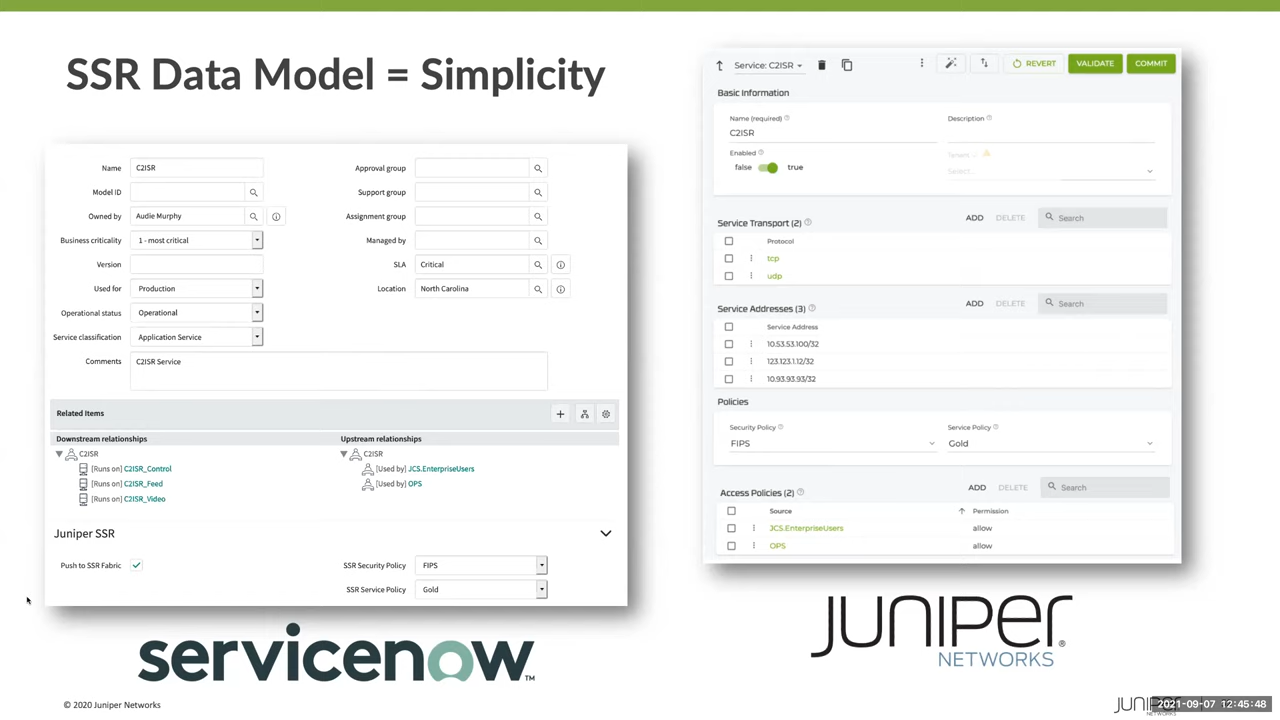 SSR Data Model = Simplicity
Name C2ISR
Model ID
Owned by Audie Murphy
Business criticality 1 - most critical
Version
Used for Production
Operational status Operational
Service classification Application Service
Comments C2ISR Service
Approval group
Support group
Assignment group
Managed by
SLA Critical
Location North Carolina
Related Items
Downstream relationships
C2ISR
[Runs on] C2ISR_Control
[Runs on] C2ISR_Feed
[Runs on] C2ISR_Video
Upstream relationships
C2ISR
[Used by] JCS.EnterpriseUsers
[Used by] OPS
Juniper SSR
Push to SSR Fabric
SSR Security Policy FIPS
SSR Service Policy Gold
servicenow™
Service: C2ISR REVERT VALIDATE COMMIT
Basic Information
Name (required) Description
C2ISR
Enabled Tenant
false true Select...
Service Transport (2) ADD DELETE Search
Protocol
tcp
udp
Service Addresses (3) ADD DELETE Search
Service Address
10.53.53.100/32
123.123.1.12/32
10.93.93.93/32
Policies
Security Policy Service Policy
FIPS Gold
Access Policies (2) ADD DELETE Search
Source Permission
JCS.EnterpriseUsers allow
OPS allow
JUNIPER®
NETWORKS
© 2020 Juniper Networks
2021-09-07 12:45:48